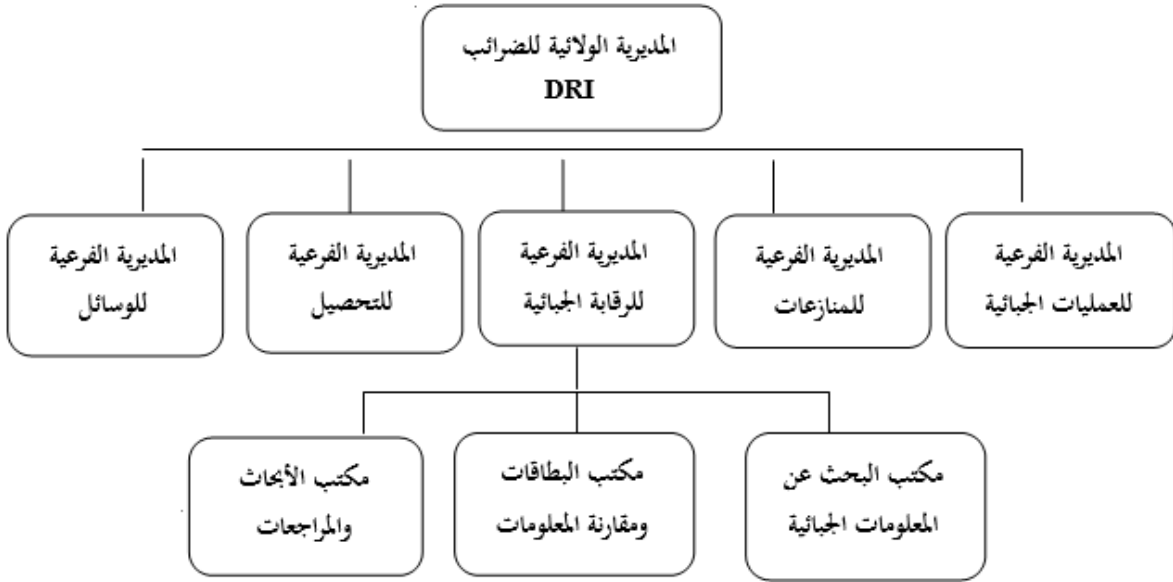 المديرية الولائية للضرائب
DRI
المديرية الفرعية
للعمليات الجبائية
المديرية الفرعية
للمنازعات
المديرية الفرعية
للرقابة الجبائية
المديرية الفرعية
للتحصيل
المديرية الفرعية
للوسائل
مكتب البحث عن
المعلومات الجبائية
مكتب البطاقات
ومقارنة المعلومات
مكتب الأبحاث
والمراجعات